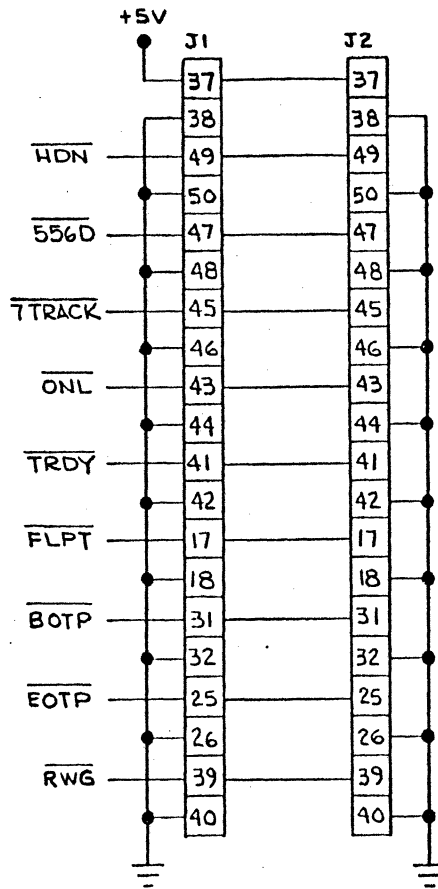 +5V
J1 J2
37 37
38 38
HDN 49 49
50 50
556D 47 47
48 48
7TRACK 45 45
46 46
ONL 43 43
44 44
TRDY 41 41
42 42
FLPT 17 17
18 18
BOTP 31 31
32 32
EOTP 25 25
26 26
RWG 39 39
40 40